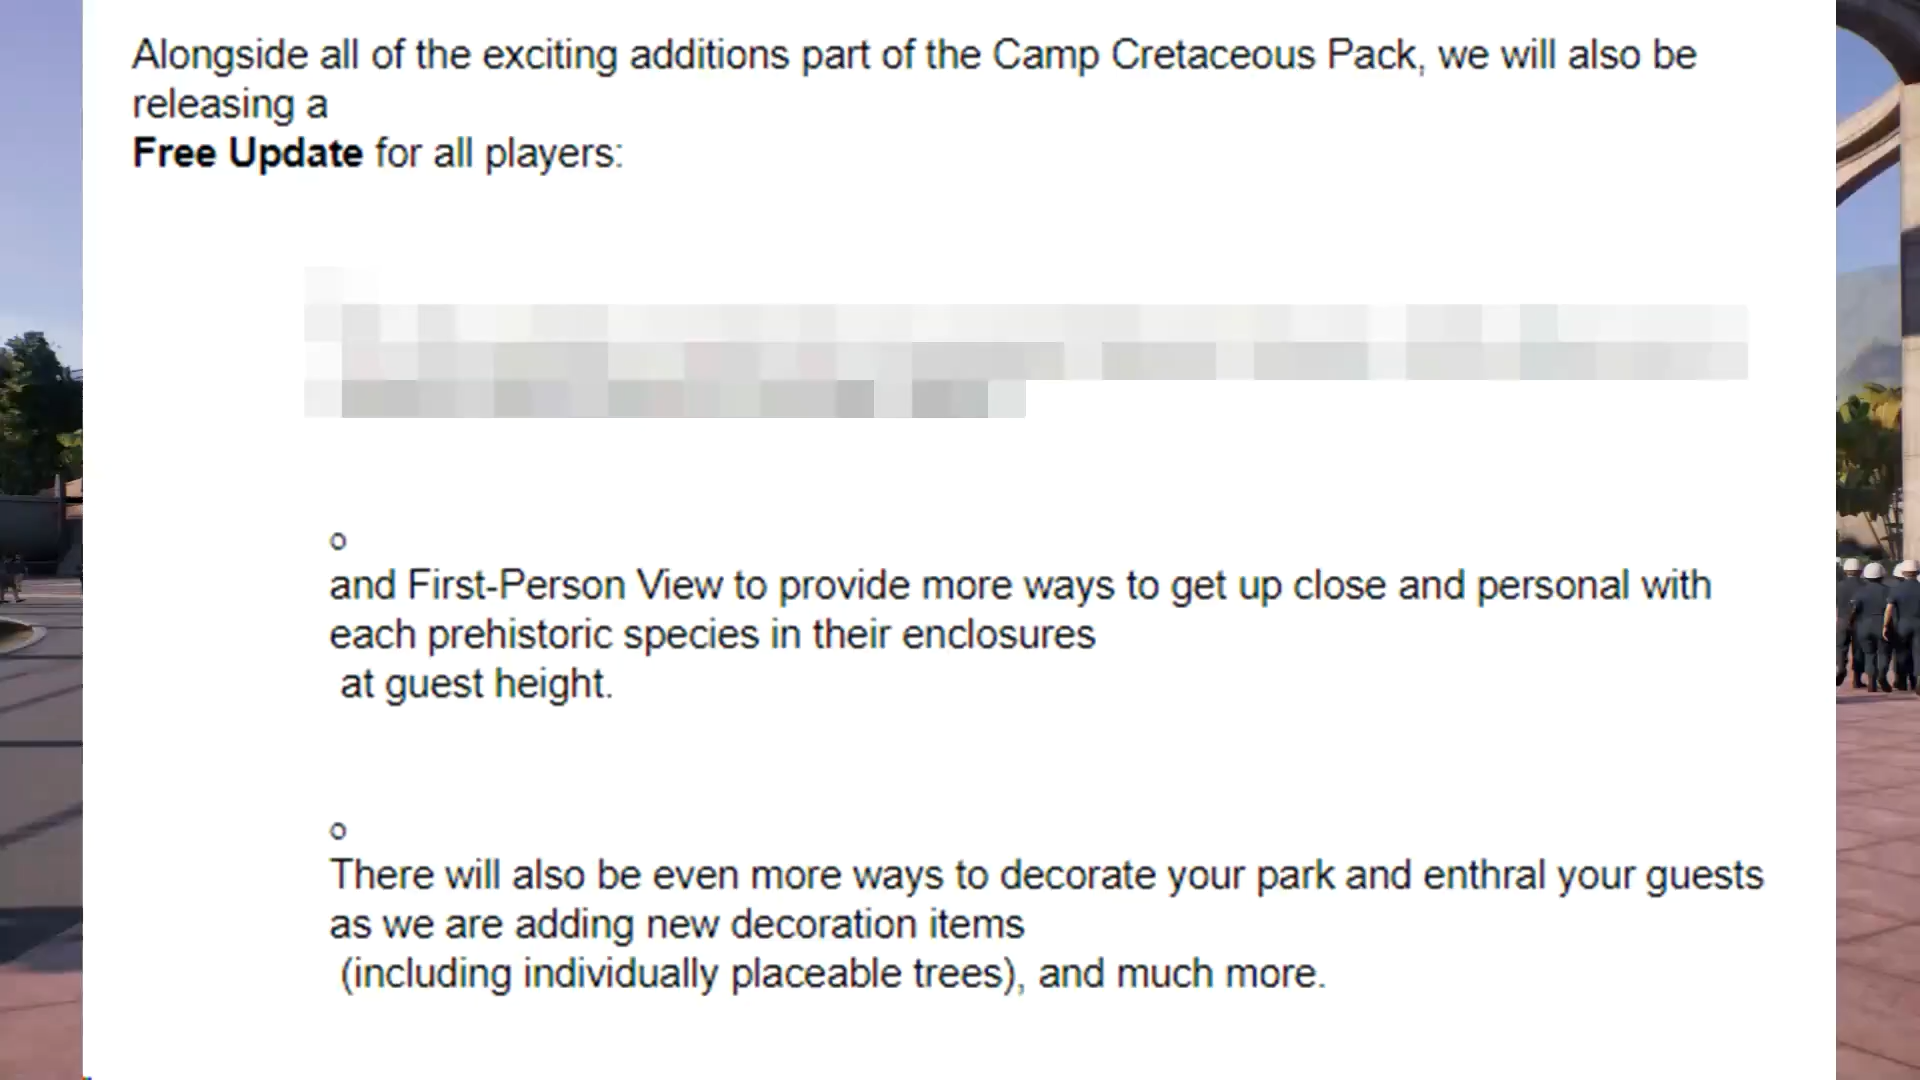 Alongside all of the exciting additions part of the Camp Cretaceous Pack, we will also be
releasing a
Free Update for all players:
o
and First-Person View to provide more ways to get up close and personal with
each prehistoric species in their enclosures
at guest height.
o
There will also be even more ways to decorate your park and enthral your guests
as we are adding new decoration items
(including individually placeable trees), and much more.